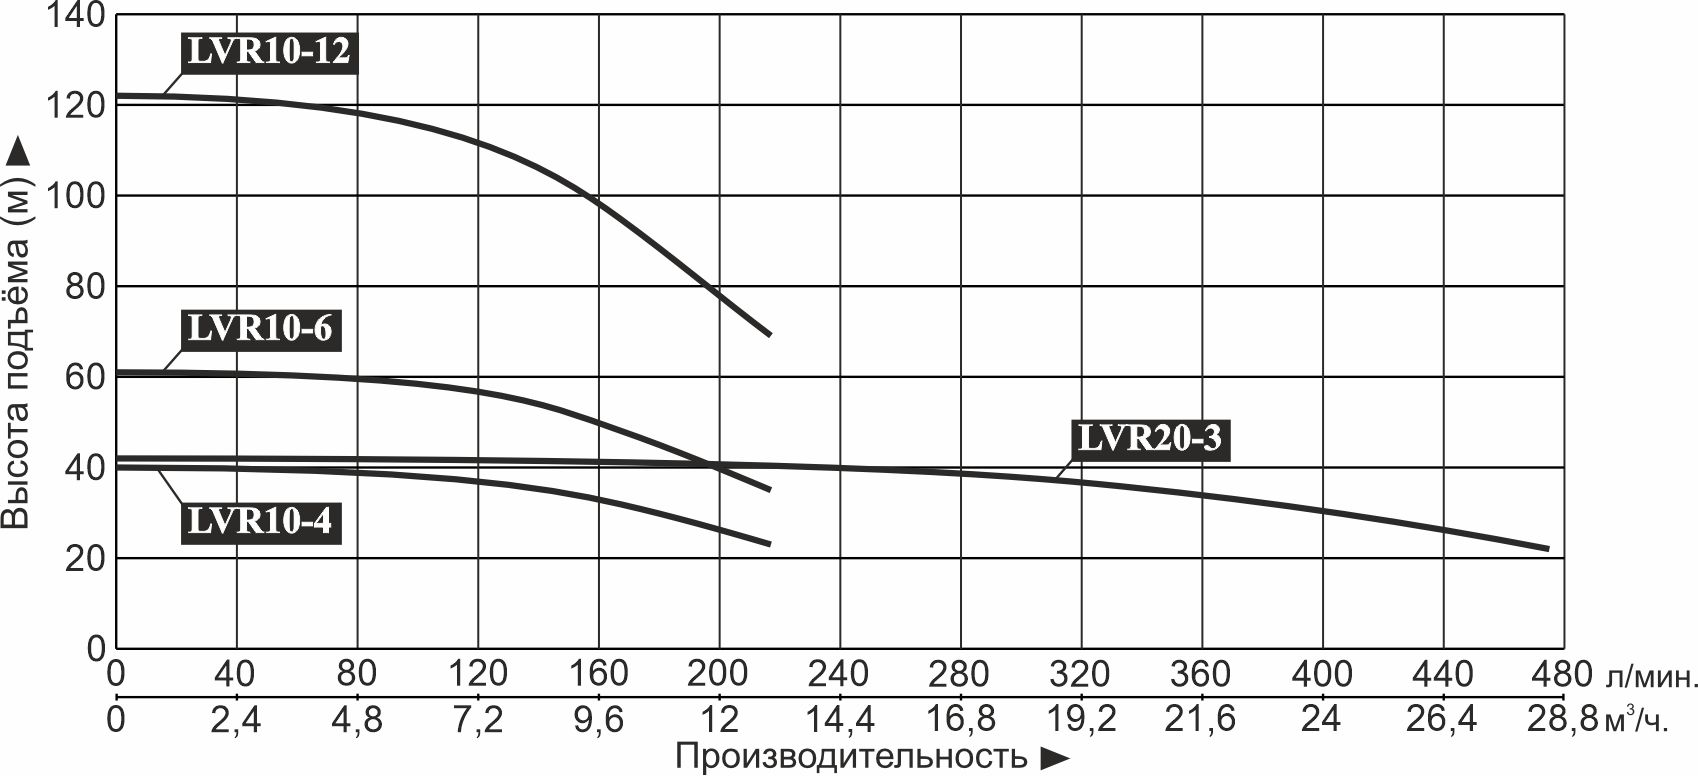 140
LVR10-12
120
100
80
LVR10-6
60
LVR20-3
40
LVR10-4
20
0
Высота подъёма (м)
0 40 80 120 160 200 240 280 320 360 400 440 480 л/мин.
0 2,4 4,8 7,2 9,6 12 14,4 16,8 19,2 21,6 24 26,4 28,8 м³/ч.
Производительность